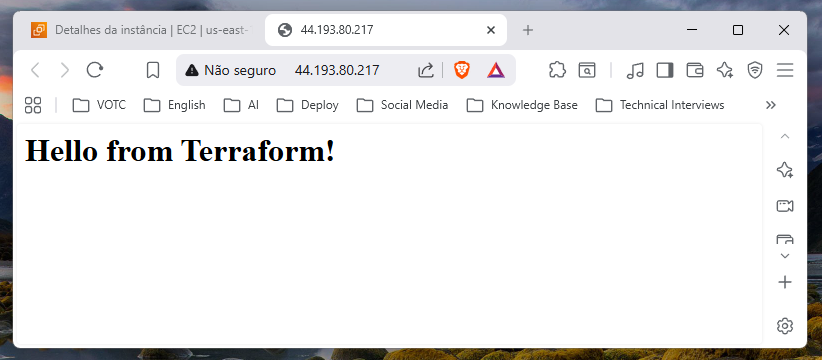 Detalhes da instância | EC2 | us-east-
44.193.80.217
Não seguro 44.193.80.217
VOTC English AI Deploy Social Media Knowledge Base Technical Interviews
Hello from Terraform!